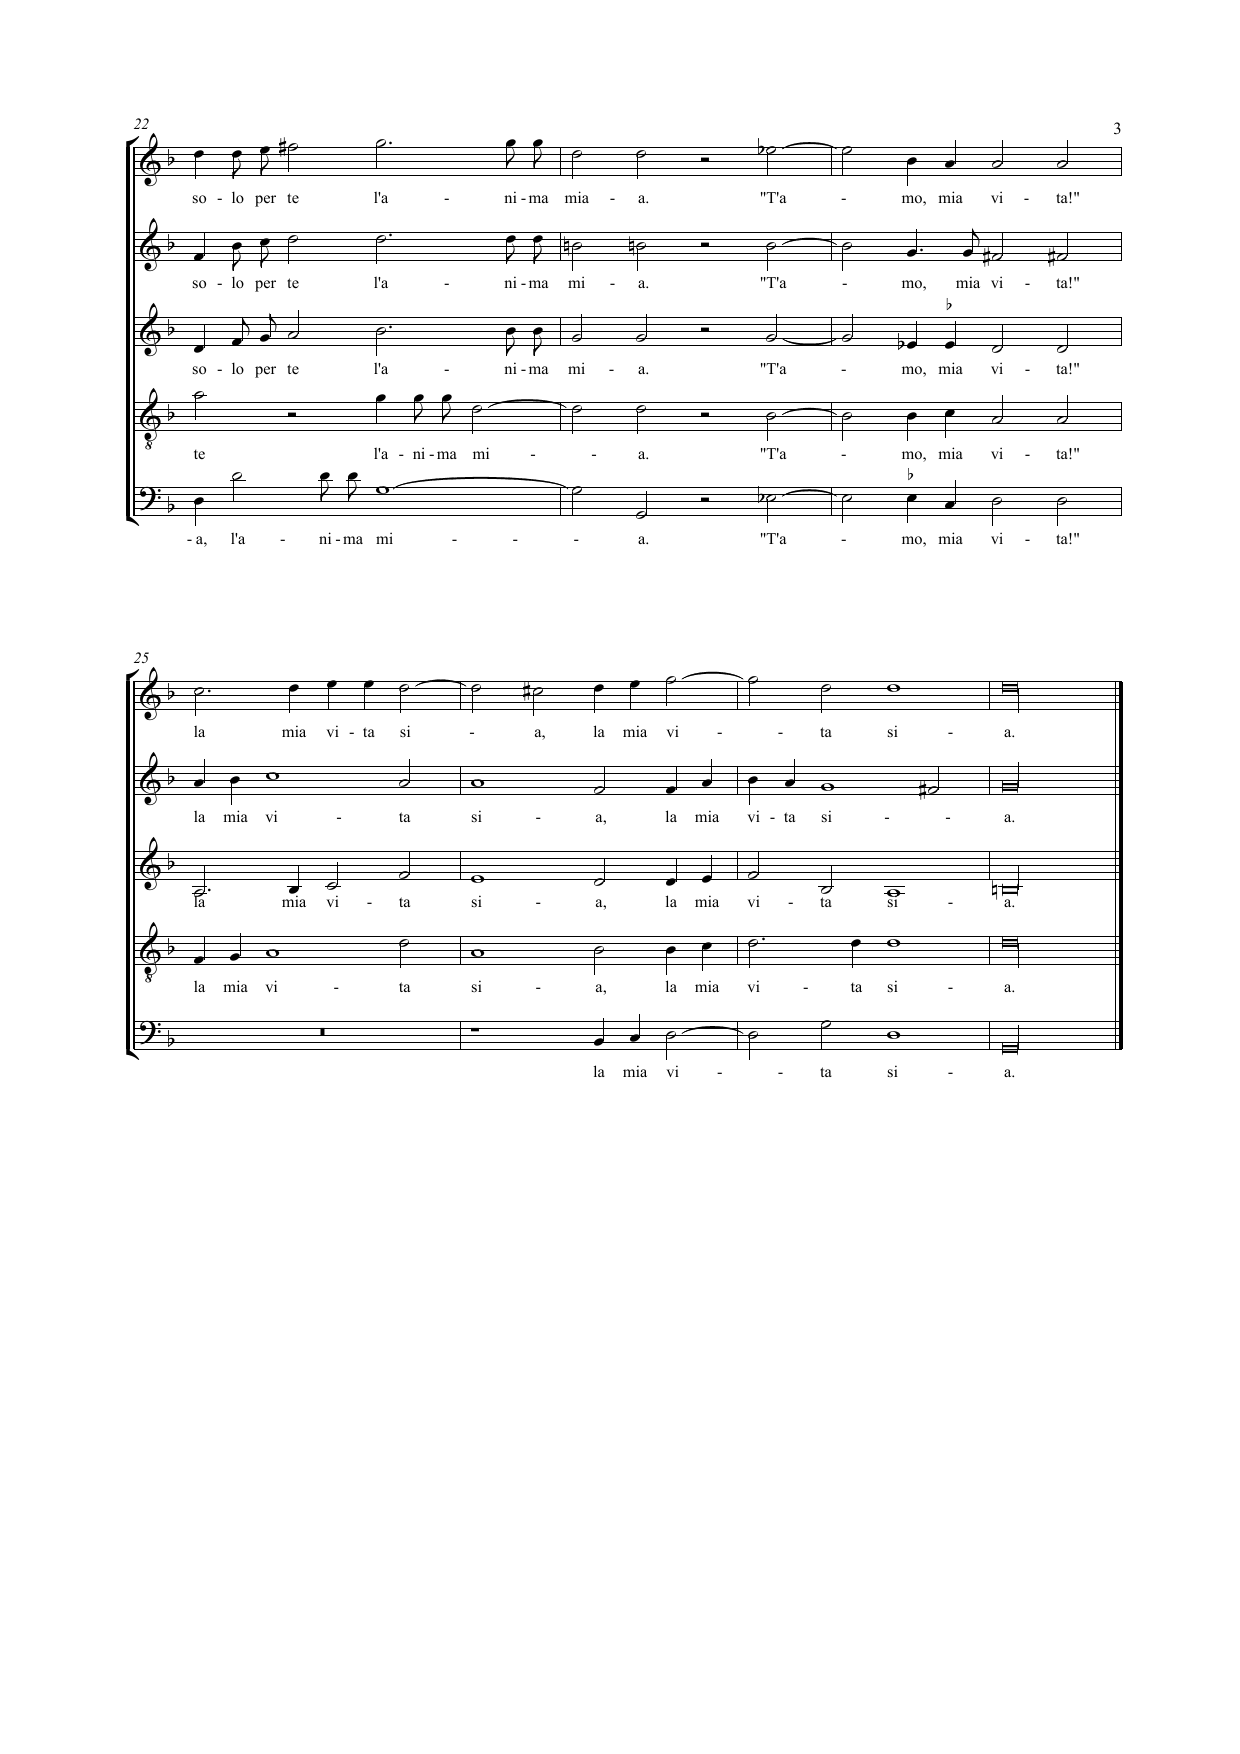 22
3
so - lo per te l'a - ni - ma mia - a. "T'a - mo, mia vi - ta!"
so - lo per te l'a - ni - ma mi - a. "T'a - mo, mia vi - ta!"
so - lo per te l'a - ni - ma mi - a. "T'a - mo, mia vi - ta!"
8
te l'a - ni - ma mi - - a. "T'a - mo, mia vi - ta!"
- a, l'a - ni - ma mi - - - a. "T'a - mo, mia vi - ta!"
25
la mia vi - ta si - a, la mia vi - - ta si - a.
la mia vi - ta si - a, la mia vi - ta si - - a.
la mia vi - ta si - a, la mia vi - ta si - a.
8
la mia vi - ta si - a, la mia vi - ta si - a.
la mia vi - - ta si - a.